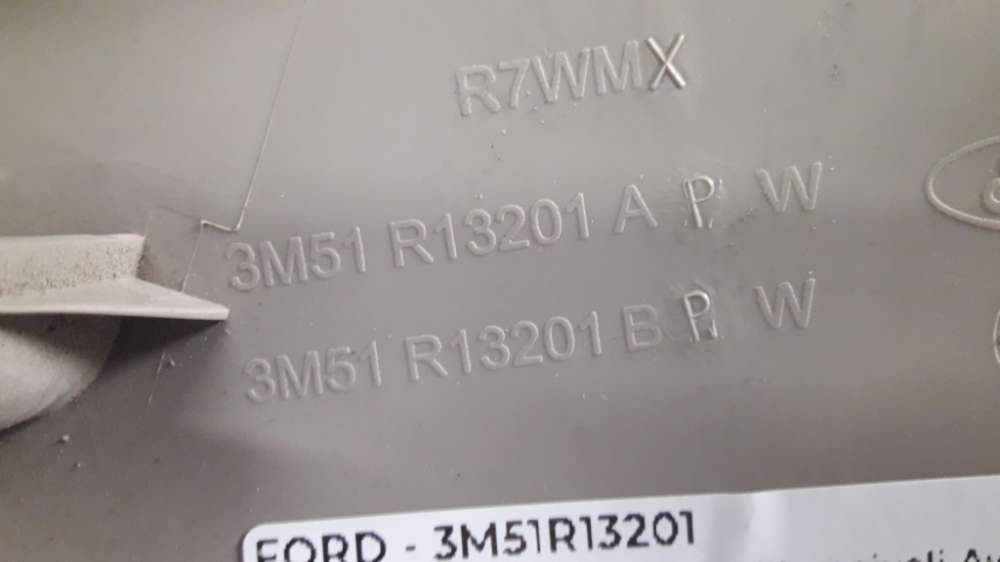 R7WMX
3M51 R13201 A P W
3M51 R13201 B P W
FORD - 3M51R13201